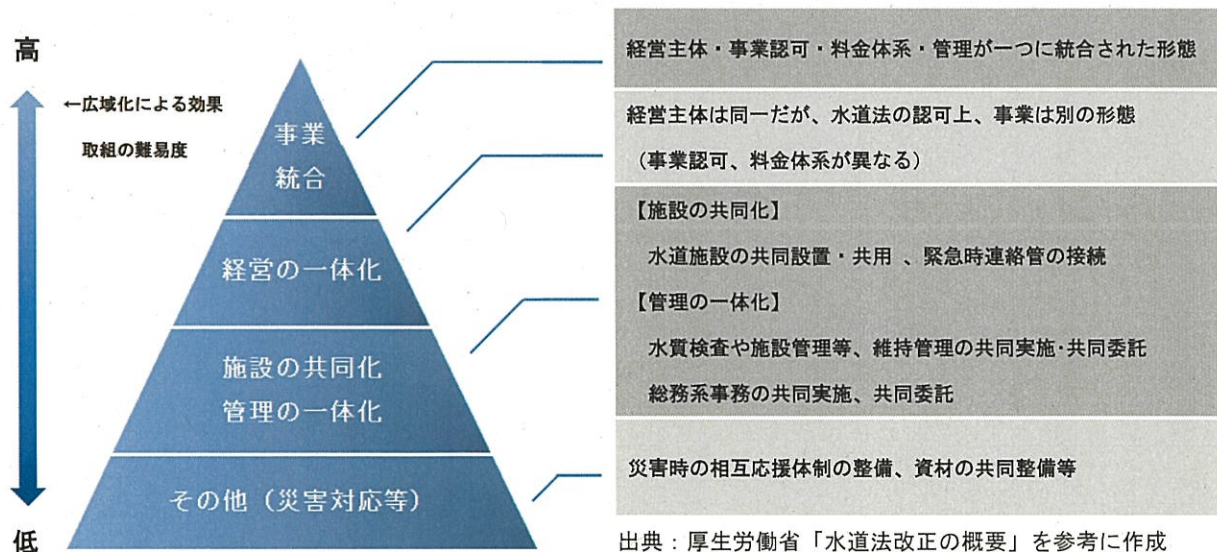 高
←広域化による効果
取組の難易度
低
事業
統合
経営の一体化
施設の共同化
管理の一体化
その他（災害対応等）
経営主体・事業認可・料金体系・管理が一つに統合された形態
経営主体は同一だが、水道法の認可上、事業は別の形態
（事業認可、料金体系が異なる）
【施設の共同化】
水道施設の共同設置・共用 、緊急時連絡管の接続
【管理の一体化】
水質検査や施設管理等、維持管理の共同実施・共同委託
総務系事務の共同実施、共同委託
災害時の相互応援体制の整備、資材の共同整備等
出典：厚生労働省「水道法改正の概要」を参考に作成